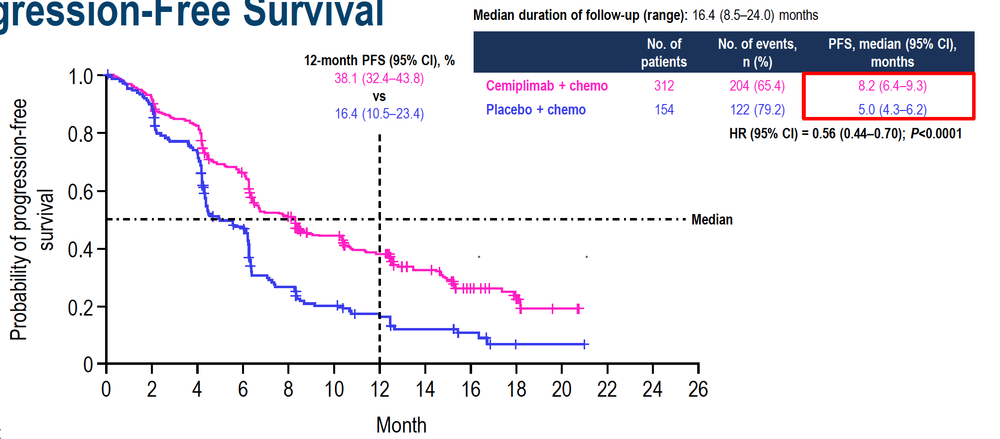 gression-Free Survival
Median duration of follow-up (range): 16.4 (8.5–24.0) months
No. of patients
No. of events, n (%)
PFS, median (95% CI), months
Cemiplimab + chemo 312 204 (65.4) 8.2 (6.4–9.3)
Placebo + chemo 154 122 (79.2) 5.0 (4.3–6.2)
HR (95% CI) = 0.56 (0.44–0.70); P<0.0001
12-month PFS (95% CI), %
38.1 (32.4–43.8)
vs
16.4 (10.5–23.4)
Probability of progression-free
survival
1.0
0.8
0.6
0.4
0.2
0
Median
0 2 4 6 8 10 12 14 16 18 20 22 24 26
Month